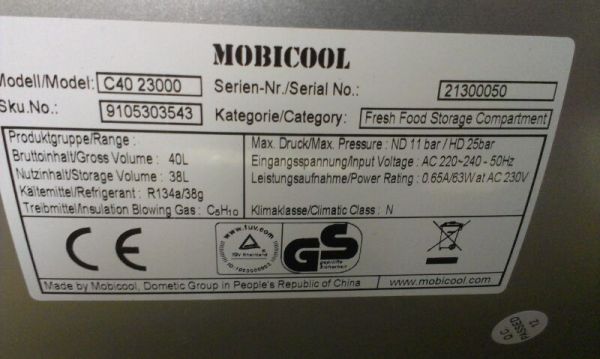 MOBICOOL
Modell/Model: C40 23000 Serien-Nr./Serial No.: 21300050
Sku.No.: 9105303543 Kategorie/Category: Fresh Food Storage Compartment
Produktgruppe/Range :
Bruttoinhalt/Gross Volume : 40L
Nutzinhalt/Storage Volume : 38L
Kältemittel/Refrigerant : R134a/38g
Treibmittel/Insulation Blowing Gas : C5H10
Max. Druck/Max. Pressure : ND 11 bar / HD 25bar
Eingangsspannung/Input Voltage : AC 220~240 - 50Hz
Leistungsaufnahme/Power Rating : 0.65A/63W at AC 230V
Klimaklasse/Climatic Class : N
CE
www.tuv.com
TÜV Rheinland
GS
geprüfte
Sicherheit
Made by Mobicool, Dometic Group in People's Republic of China
www.mobicool.com
Q.C
PASSED
12